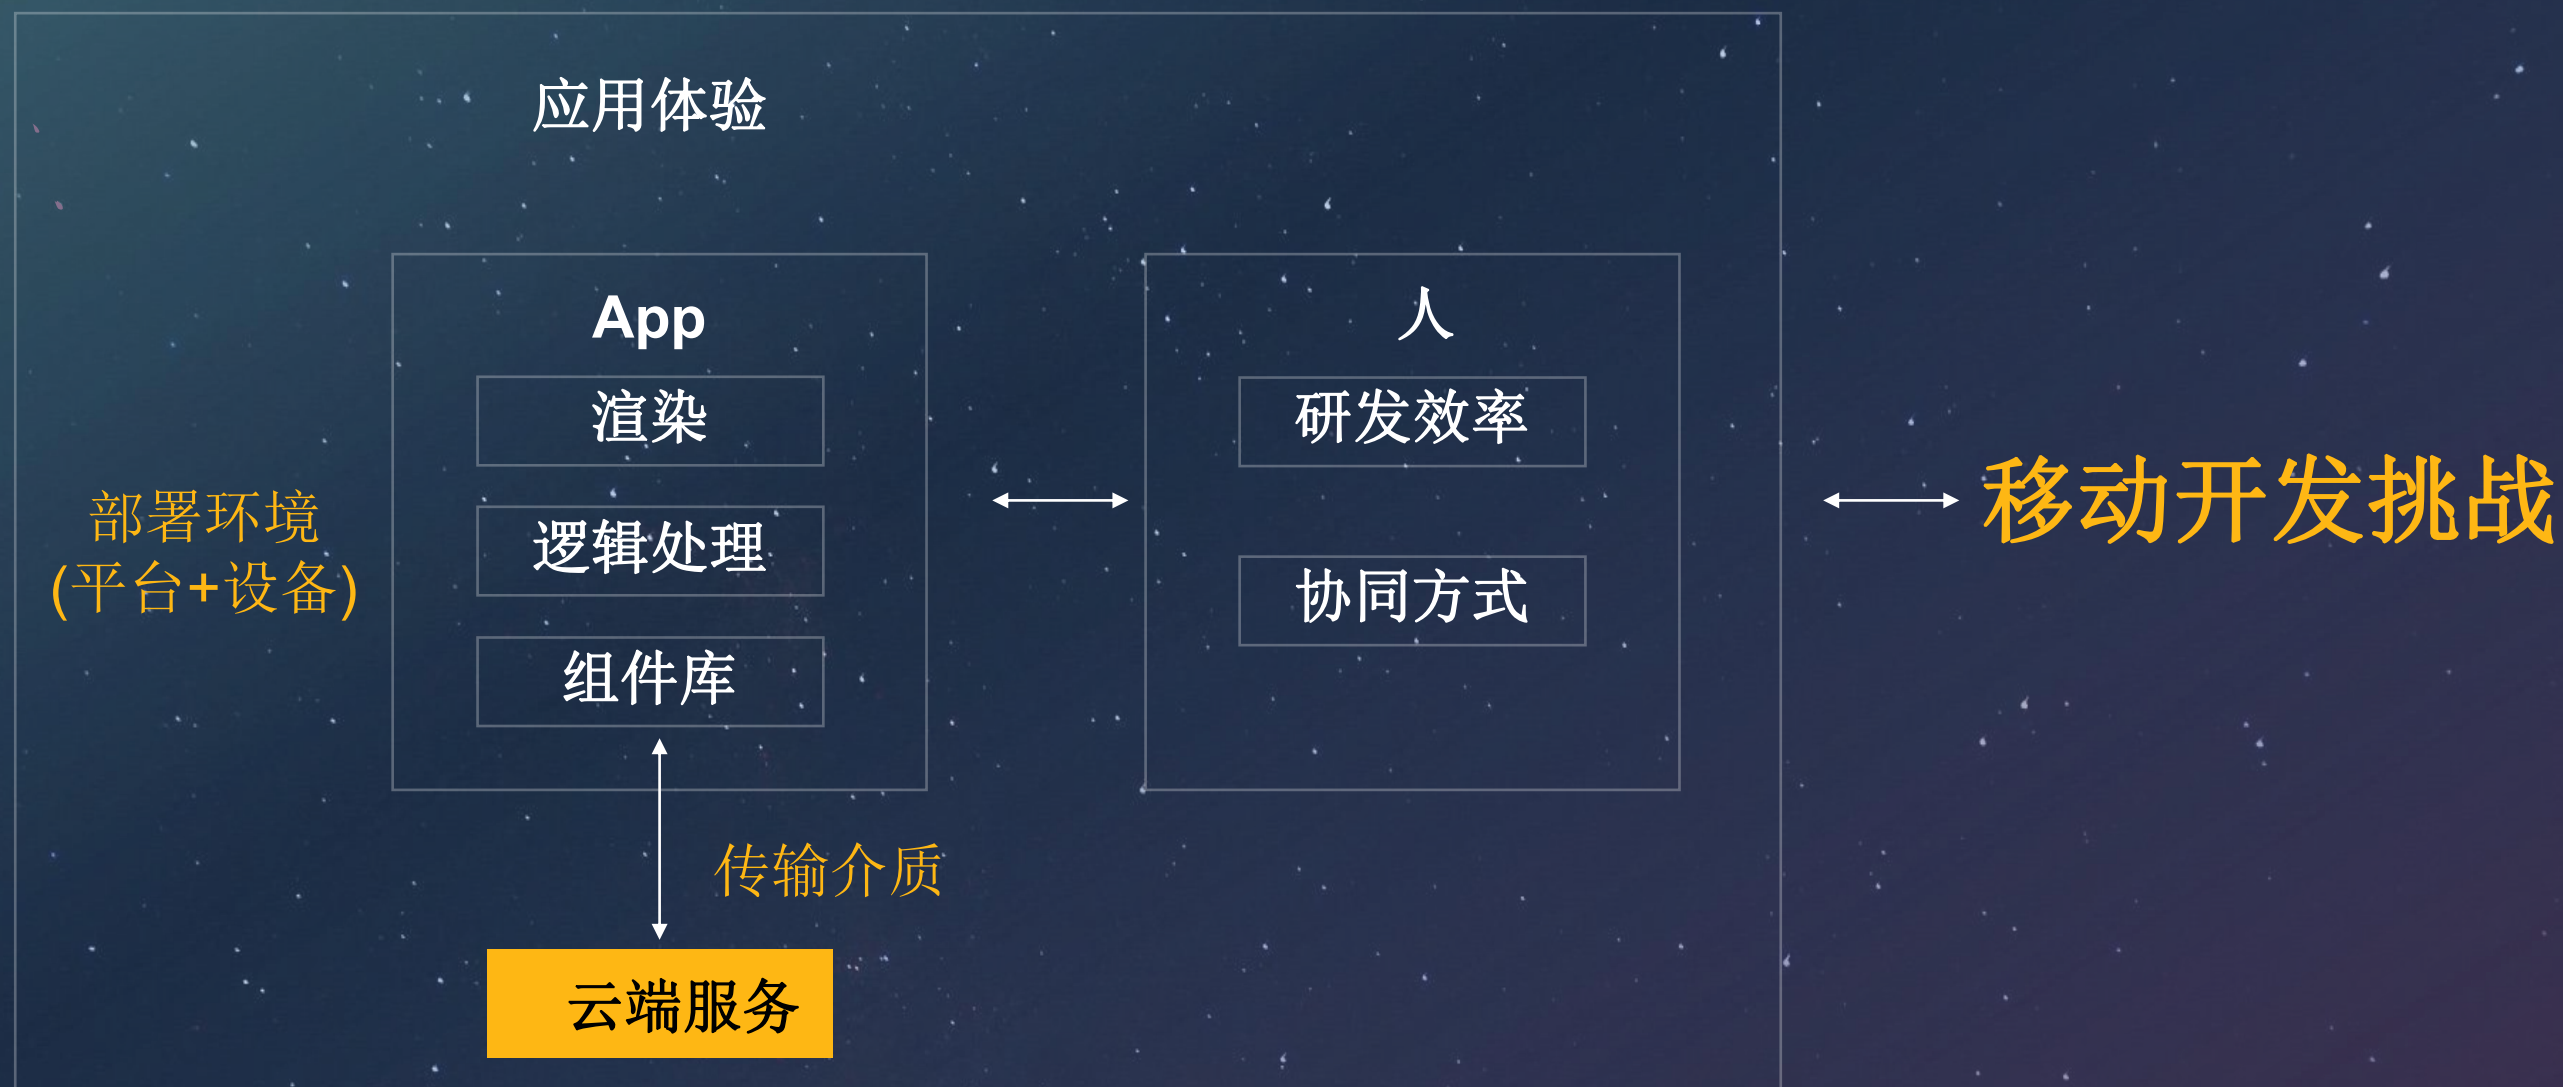 应用体验
App
渲染
逻辑处理
组件库
人
研发效率
协同方式
部署环境
(平台+设备)
传输介质
云端服务
移动开发挑战